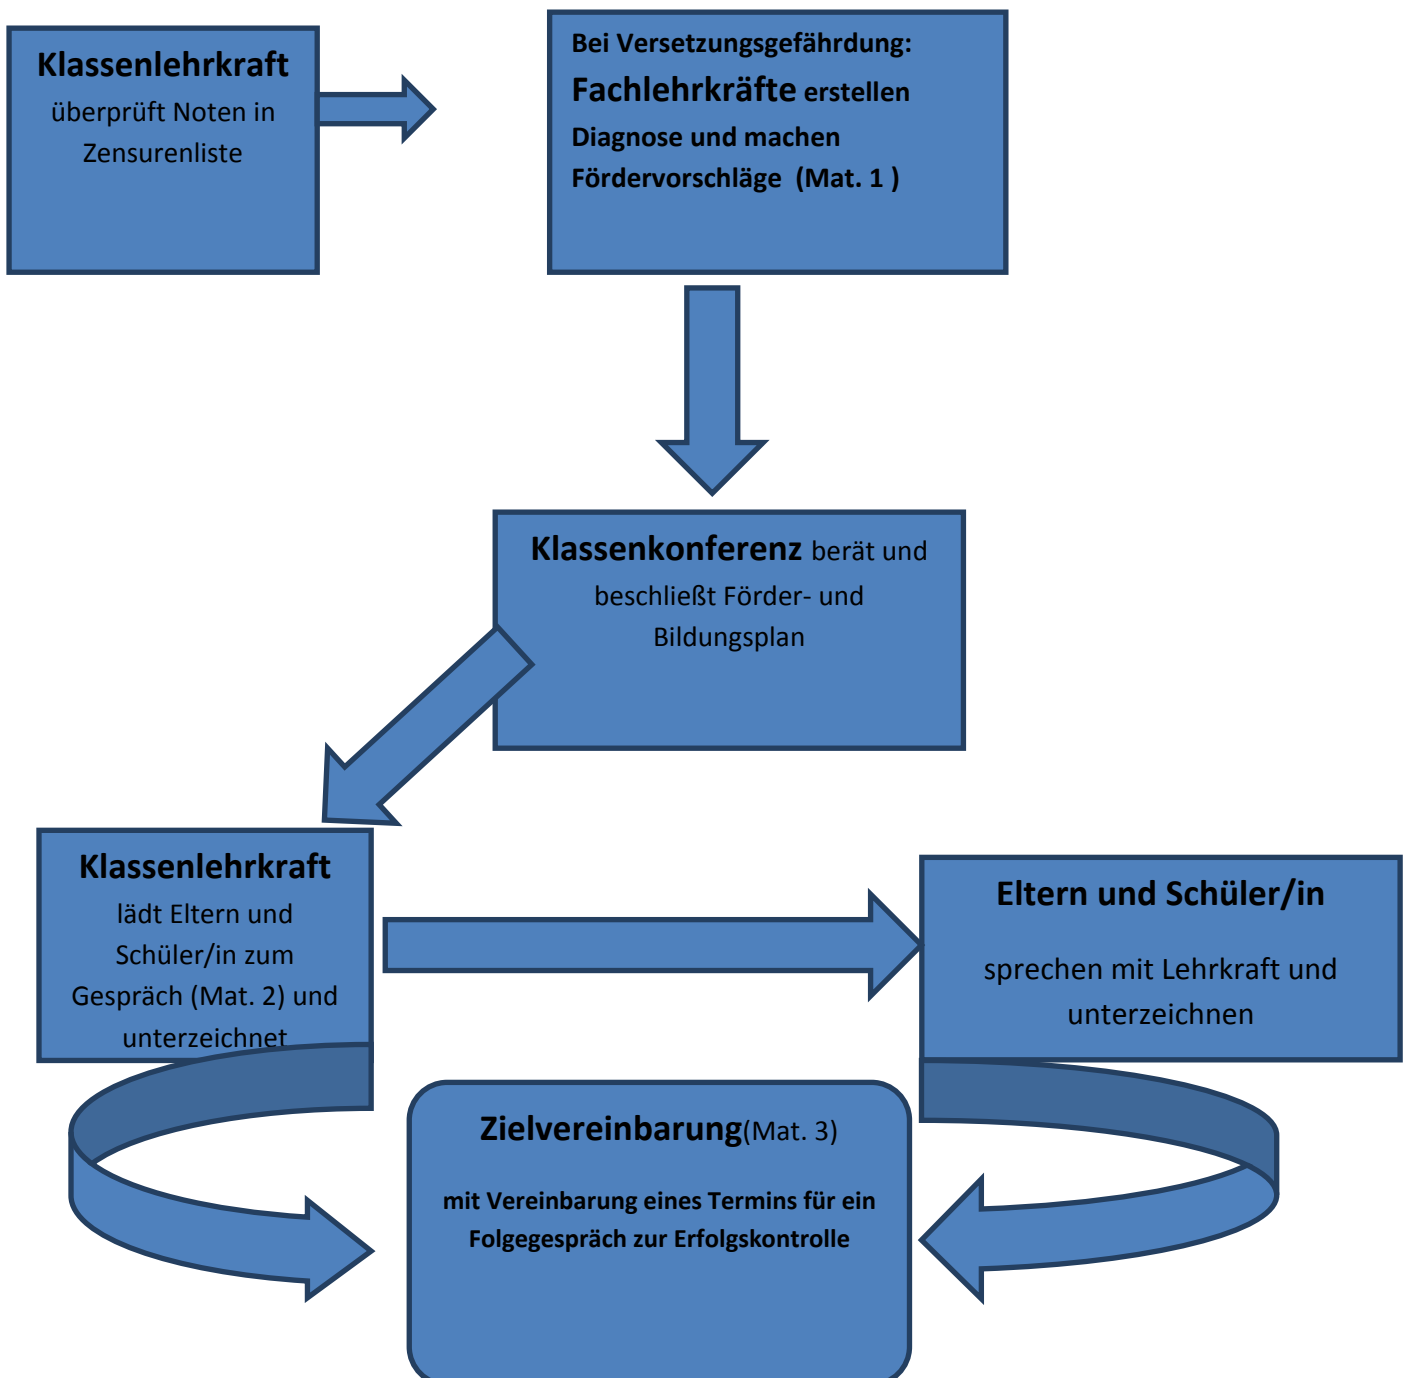 Klassenlehrkraft
überprüft Noten in
Zensurenliste
Bei Versetzungsgefährdung:
Fachlehrkräfte erstellen
Diagnose und machen
Fördervorschläge (Mat. 1 )
Klassenkonferenz berät und
beschließt Förder- und
Bildungsplan
Klassenlehrkraft
lädt Eltern und
Schüler/in zum
Gespräch (Mat. 2) und
unterzeichnet
Eltern und Schüler/in
sprechen mit Lehrkraft und
unterzeichnen
Zielvereinbarung(Mat. 3)
mit Vereinbarung eines Termins für ein
Folgegespräch zur Erfolgskontrolle